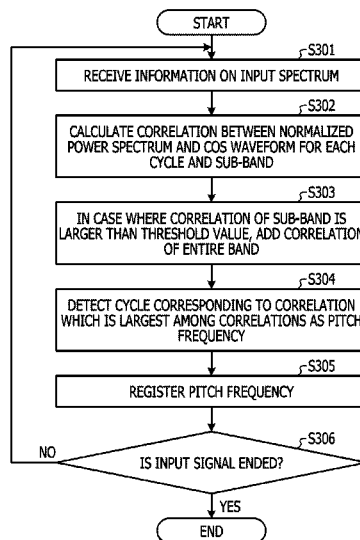 START
S301
RECEIVE INFORMATION ON INPUT SPECTRUM
S302
CALCULATE CORRELATION BETWEEN NORMALIZED
POWER SPECTRUM AND COS WAVEFORM FOR EACH
CYCLE AND SUB-BAND
S303
IN CASE WHERE CORRELATION OF SUB-BAND IS
LARGER THAN THRESHOLD VALUE, ADD CORRELATION
OF ENTIRE BAND
S304
DETECT CYCLE CORRESPONDING TO CORRELATION
WHICH IS LARGEST AMONG CORRELATIONS AS PITCH
FREQUENCY
S305
REGISTER PITCH FREQUENCY
S306
NO
IS INPUT SIGNAL ENDED?
YES
END